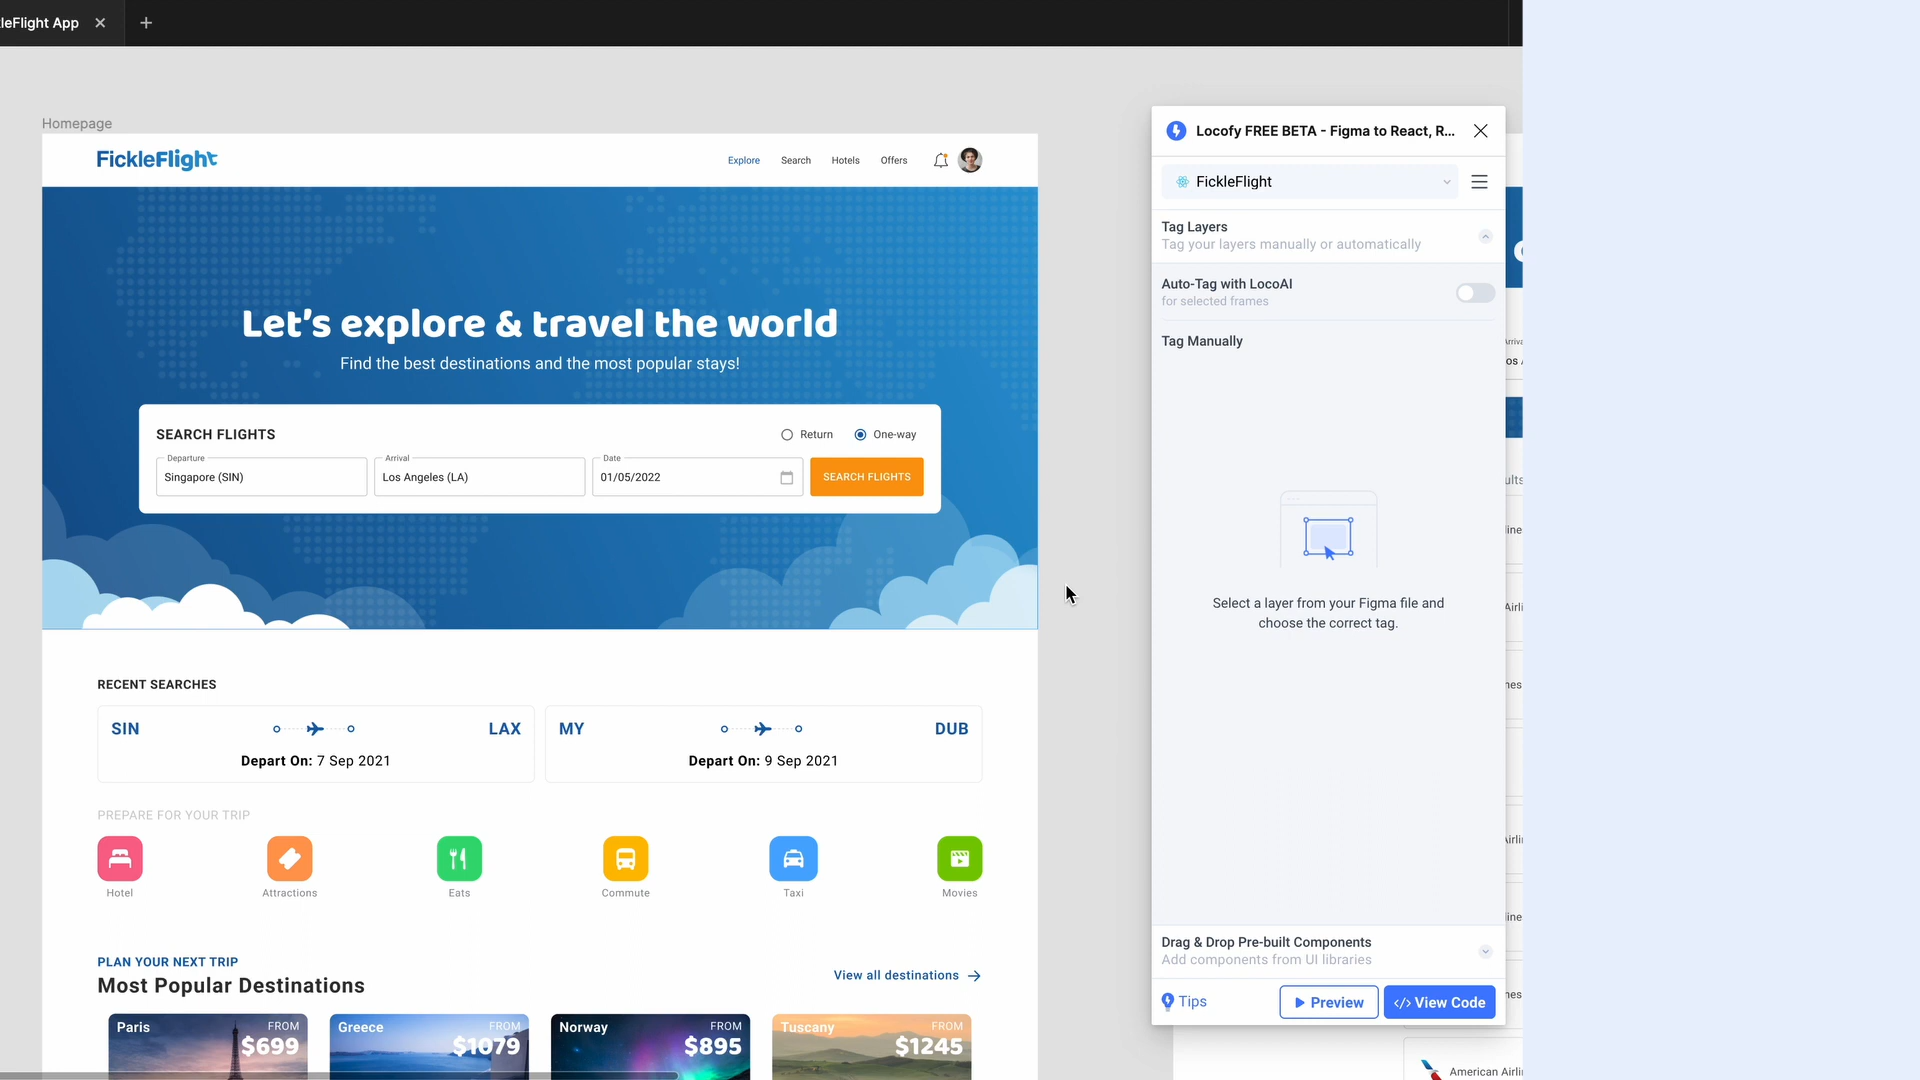 leFlight App
Homepage
FickleFlight
Explore
Search
Hotels
Offers
Let's explore & travel the world
Find the best destinations and the most popular stays!
SEARCH FLIGHTS
Return
One-way
Departure
Singapore (SIN)
Arrival
Los Angeles (LA)
Date
01/05/2022
SEARCH FLIGHTS
RECENT SEARCHES
SIN
LAX
Depart On: 7 Sep 2021
MY
DUB
Depart On: 9 Sep 2021
PREPARE FOR YOUR TRIP
Hotel
Attractions
Eats
Commute
Taxi
Movies
PLAN YOUR NEXT TRIP
Most Popular Destinations
View all destinations
Paris
FROM
$699
Greece
FROM
$1079
Norway
FROM
$895
Tuscany
FROM
$1245
Locofy FREE BETA - Figma to React, R...
FickleFlight
Tag Layers
Tag your layers manually or automatically
Auto-Tag with LocoAI
for selected frames
Tag Manually
Select a layer from your Figma file and
choose the correct tag.
Drag & Drop Pre-built Components
Add components from UI libraries
Tips
Preview
</> View Code
American Airli